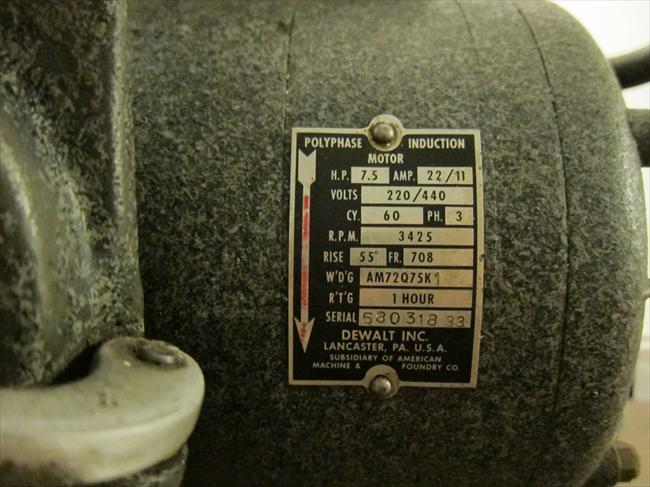 POLYPHASE INDUCTION
MOTOR
H.P. 7.5 AMP. 22/11
VOLTS 220/440
CY. 60 PH. 3
R.P.M. 3425
RISE 55° FR. 708
W'D'G AM72Q75K1
R'T'G 1 HOUR
SERIAL 580318 33
DEWALT INC.
LANCASTER, PA. U.S.A.
SUBSIDIARY OF AMERICAN
MACHINE & FOUNDRY CO.